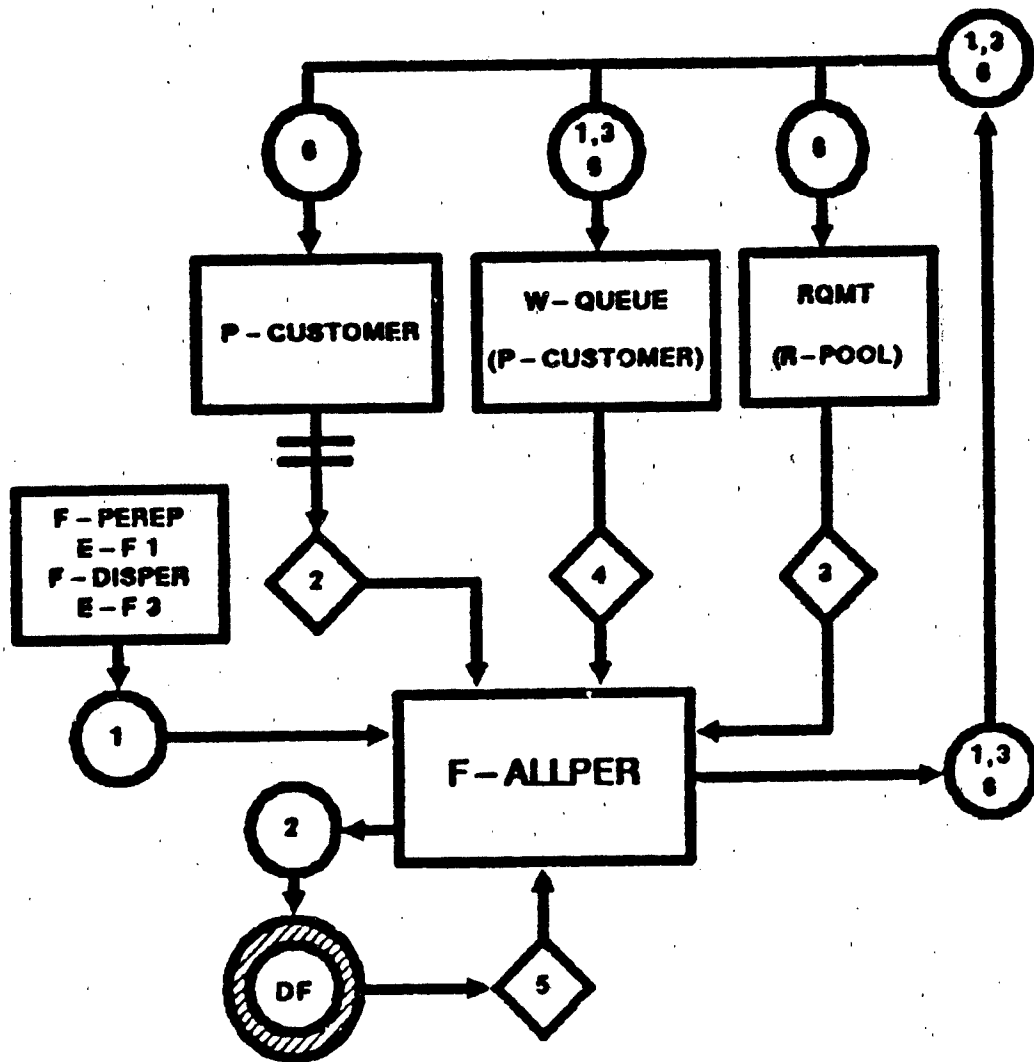 1,3
6
6
1,3
6
6
P – CUSTOMER
W – QUEUE
(P – CUSTOMER)
RQMT
(R – POOL)
F – PEREP
E – F 1
F – DISPER
E – F 3
2
4
3
1
F – ALLPER
1,3
6
2
DF
5